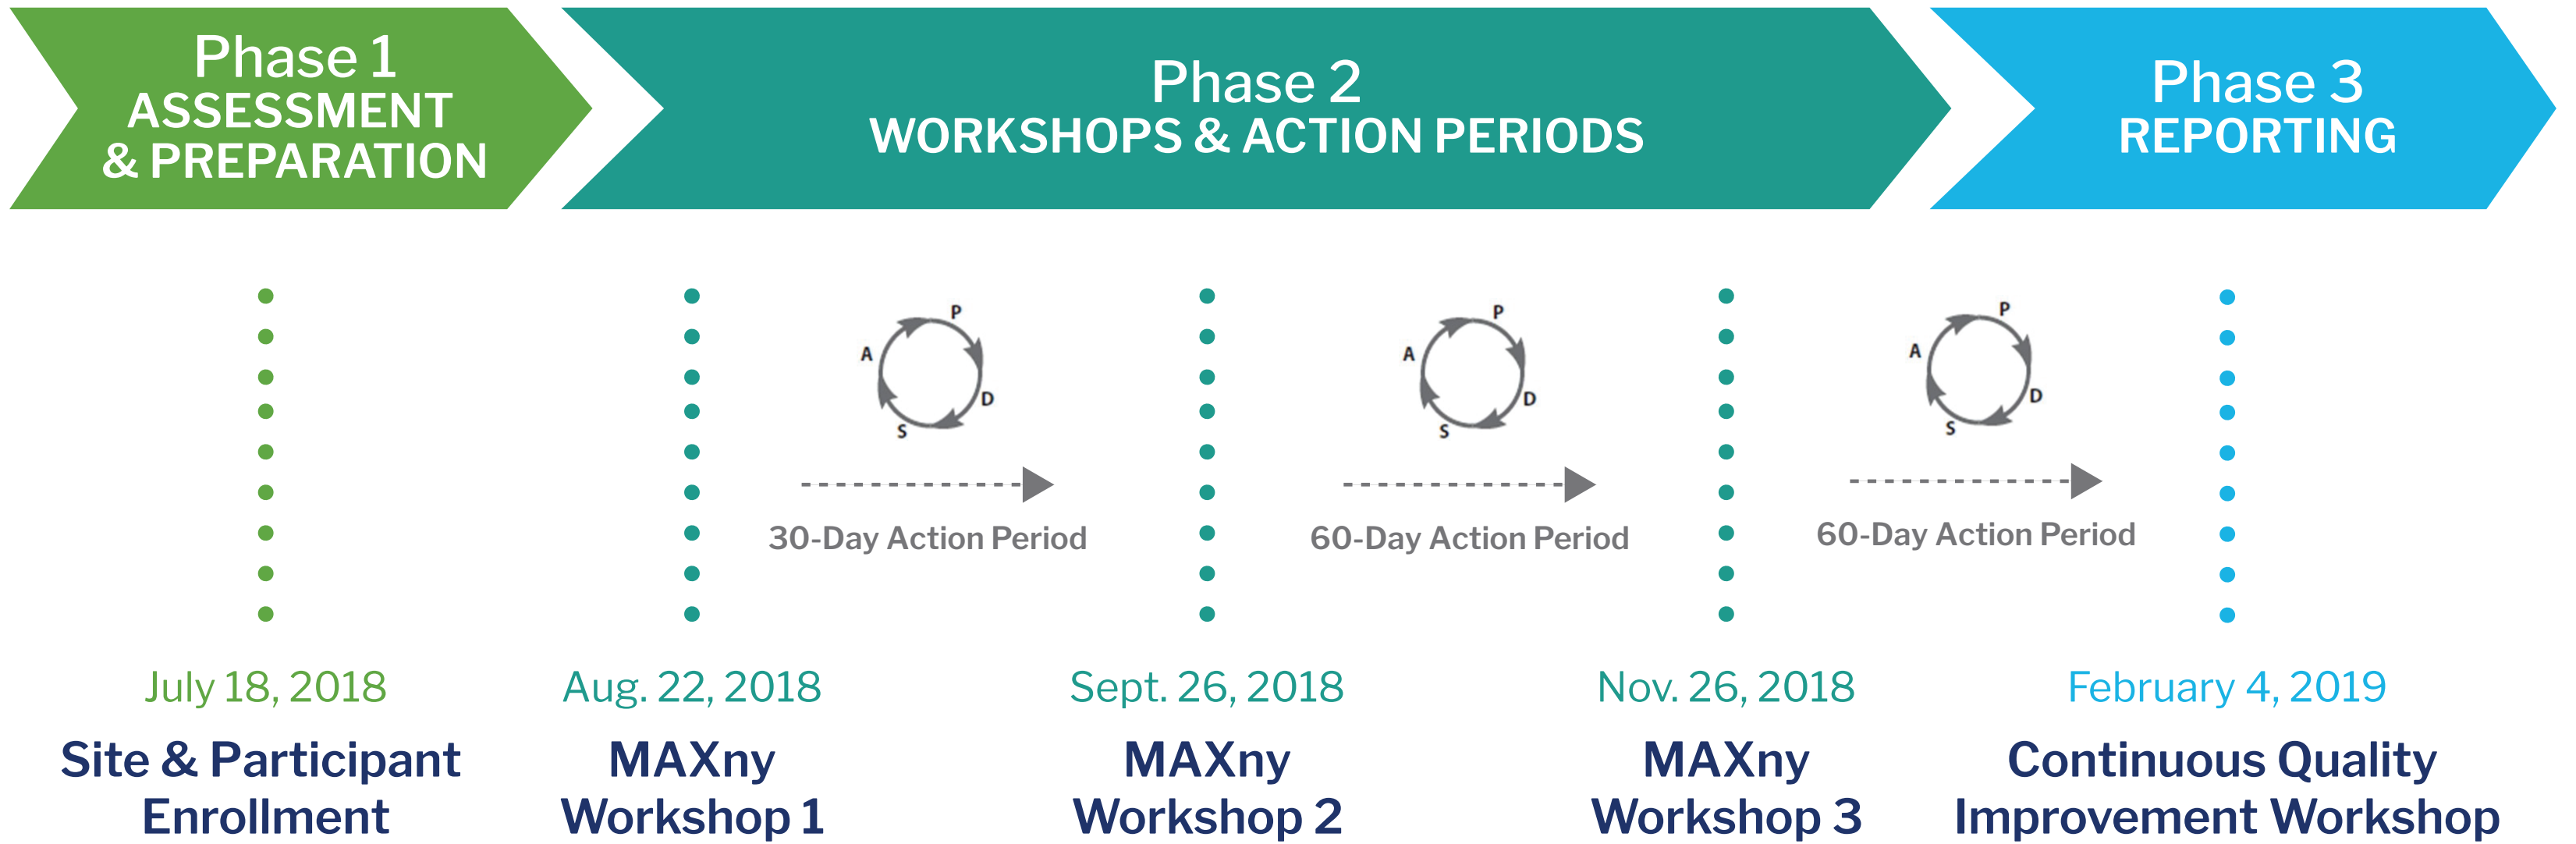 Phase 1
ASSESSMENT
& PREPARATION
Phase 2
WORKSHOPS & ACTION PERIODS
Phase 3
REPORTING
P
A
D
S
30-Day Action Period
P
A
D
S
60-Day Action Period
P
A
D
S
60-Day Action Period
July 18, 2018
Site & Participant
Enrollment
Aug. 22, 2018
MAXny
Workshop 1
Sept. 26, 2018
MAXny
Workshop 2
Nov. 26, 2018
MAXny
Workshop 3
February 4, 2019
Continuous Quality
Improvement Workshop